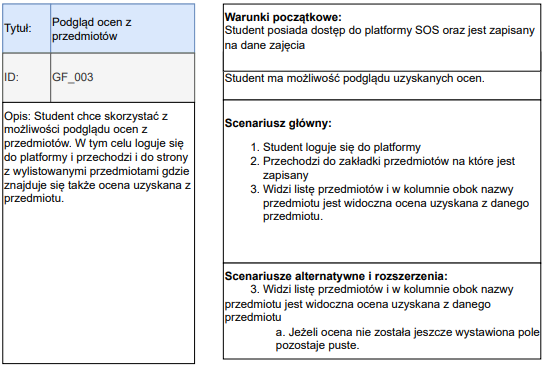 Tytuł:
Podgląd ocen z
przedmiotów
ID:
GF_003
Opis: Student chce skorzystać z
możliwości podglądu ocen z
przedmiotów. W tym celu loguje się
do platformy i przechodzi i do strony
z wylistowanymi przedmiotami gdzie
znajduje się także ocena uzyskana z
przedmiotu.
Warunki początkowe:
Student posiada dostęp do platformy SOS oraz jest zapisany
na dane zajęcia
Student ma możliwość podglądu uzyskanych ocen.
Scenariusz główny:
1. Student loguje się do platformy
2. Przechodzi do zakładki przedmiotów na które jest
zapisany
3. Widzi listę przedmiotów i w kolumnie obok nazwy
przedmiotu jest widoczna ocena uzyskana z danego
przedmiotu.
Scenariusze alternatywne i rozszerzenia:
3. Widzi listę przedmiotów i w kolumnie obok nazwy
przedmiotu jest widoczna ocena uzyskana z danego
przedmiotu
a. Jeżeli ocena nie została jeszcze wystawiona pole
pozostaje puste.